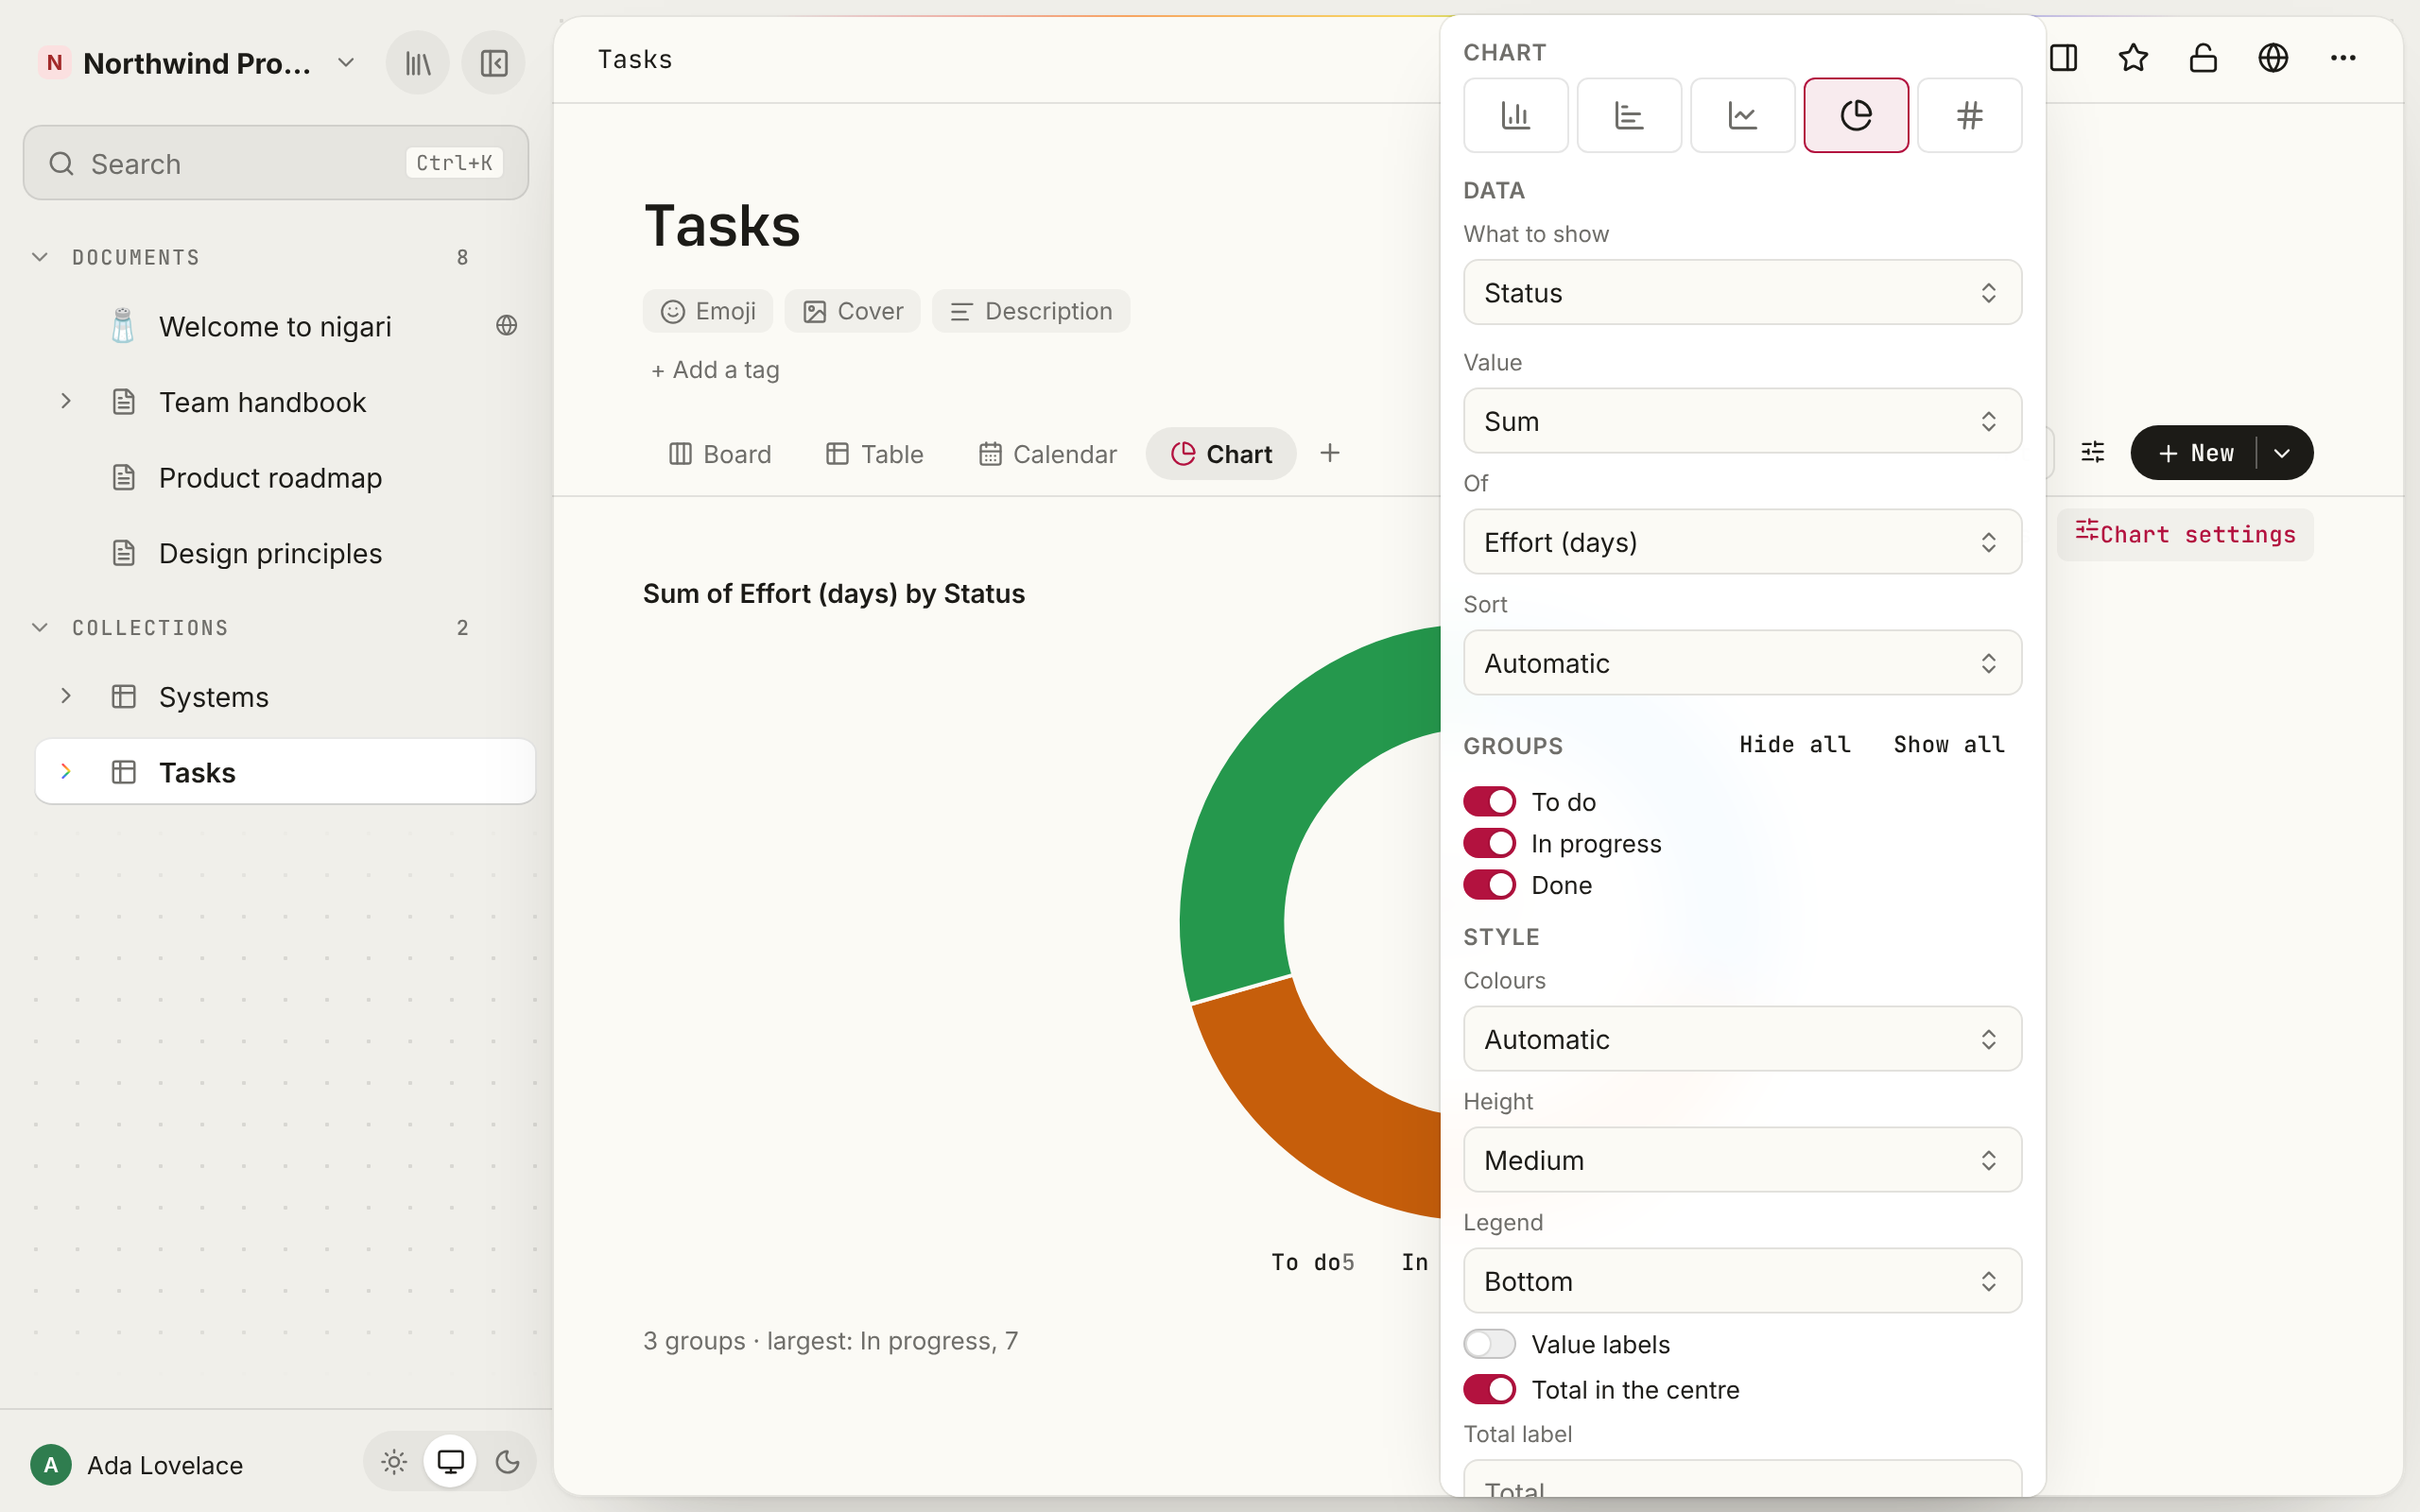 N Northwind Pro...
Search Ctrl+K
DOCUMENTS 8
Welcome to nigari
Team handbook
Product roadmap
Design principles
COLLECTIONS 2
Systems
Tasks
A Ada Lovelace
Tasks
Tasks
Emoji Cover Description
+ Add a tag
Board Table Calendar Chart +
+ New
Chart settings
Sum of Effort (days) by Status
To do5 In
3 groups · largest: In progress, 7
CHART
DATA
What to show
Status
Value
Sum
Of
Effort (days)
Sort
Automatic
GROUPS Hide all Show all
To do
In progress
Done
STYLE
Colours
Automatic
Height
Medium
Legend
Bottom
Value labels
Total in the centre
Total label
Total